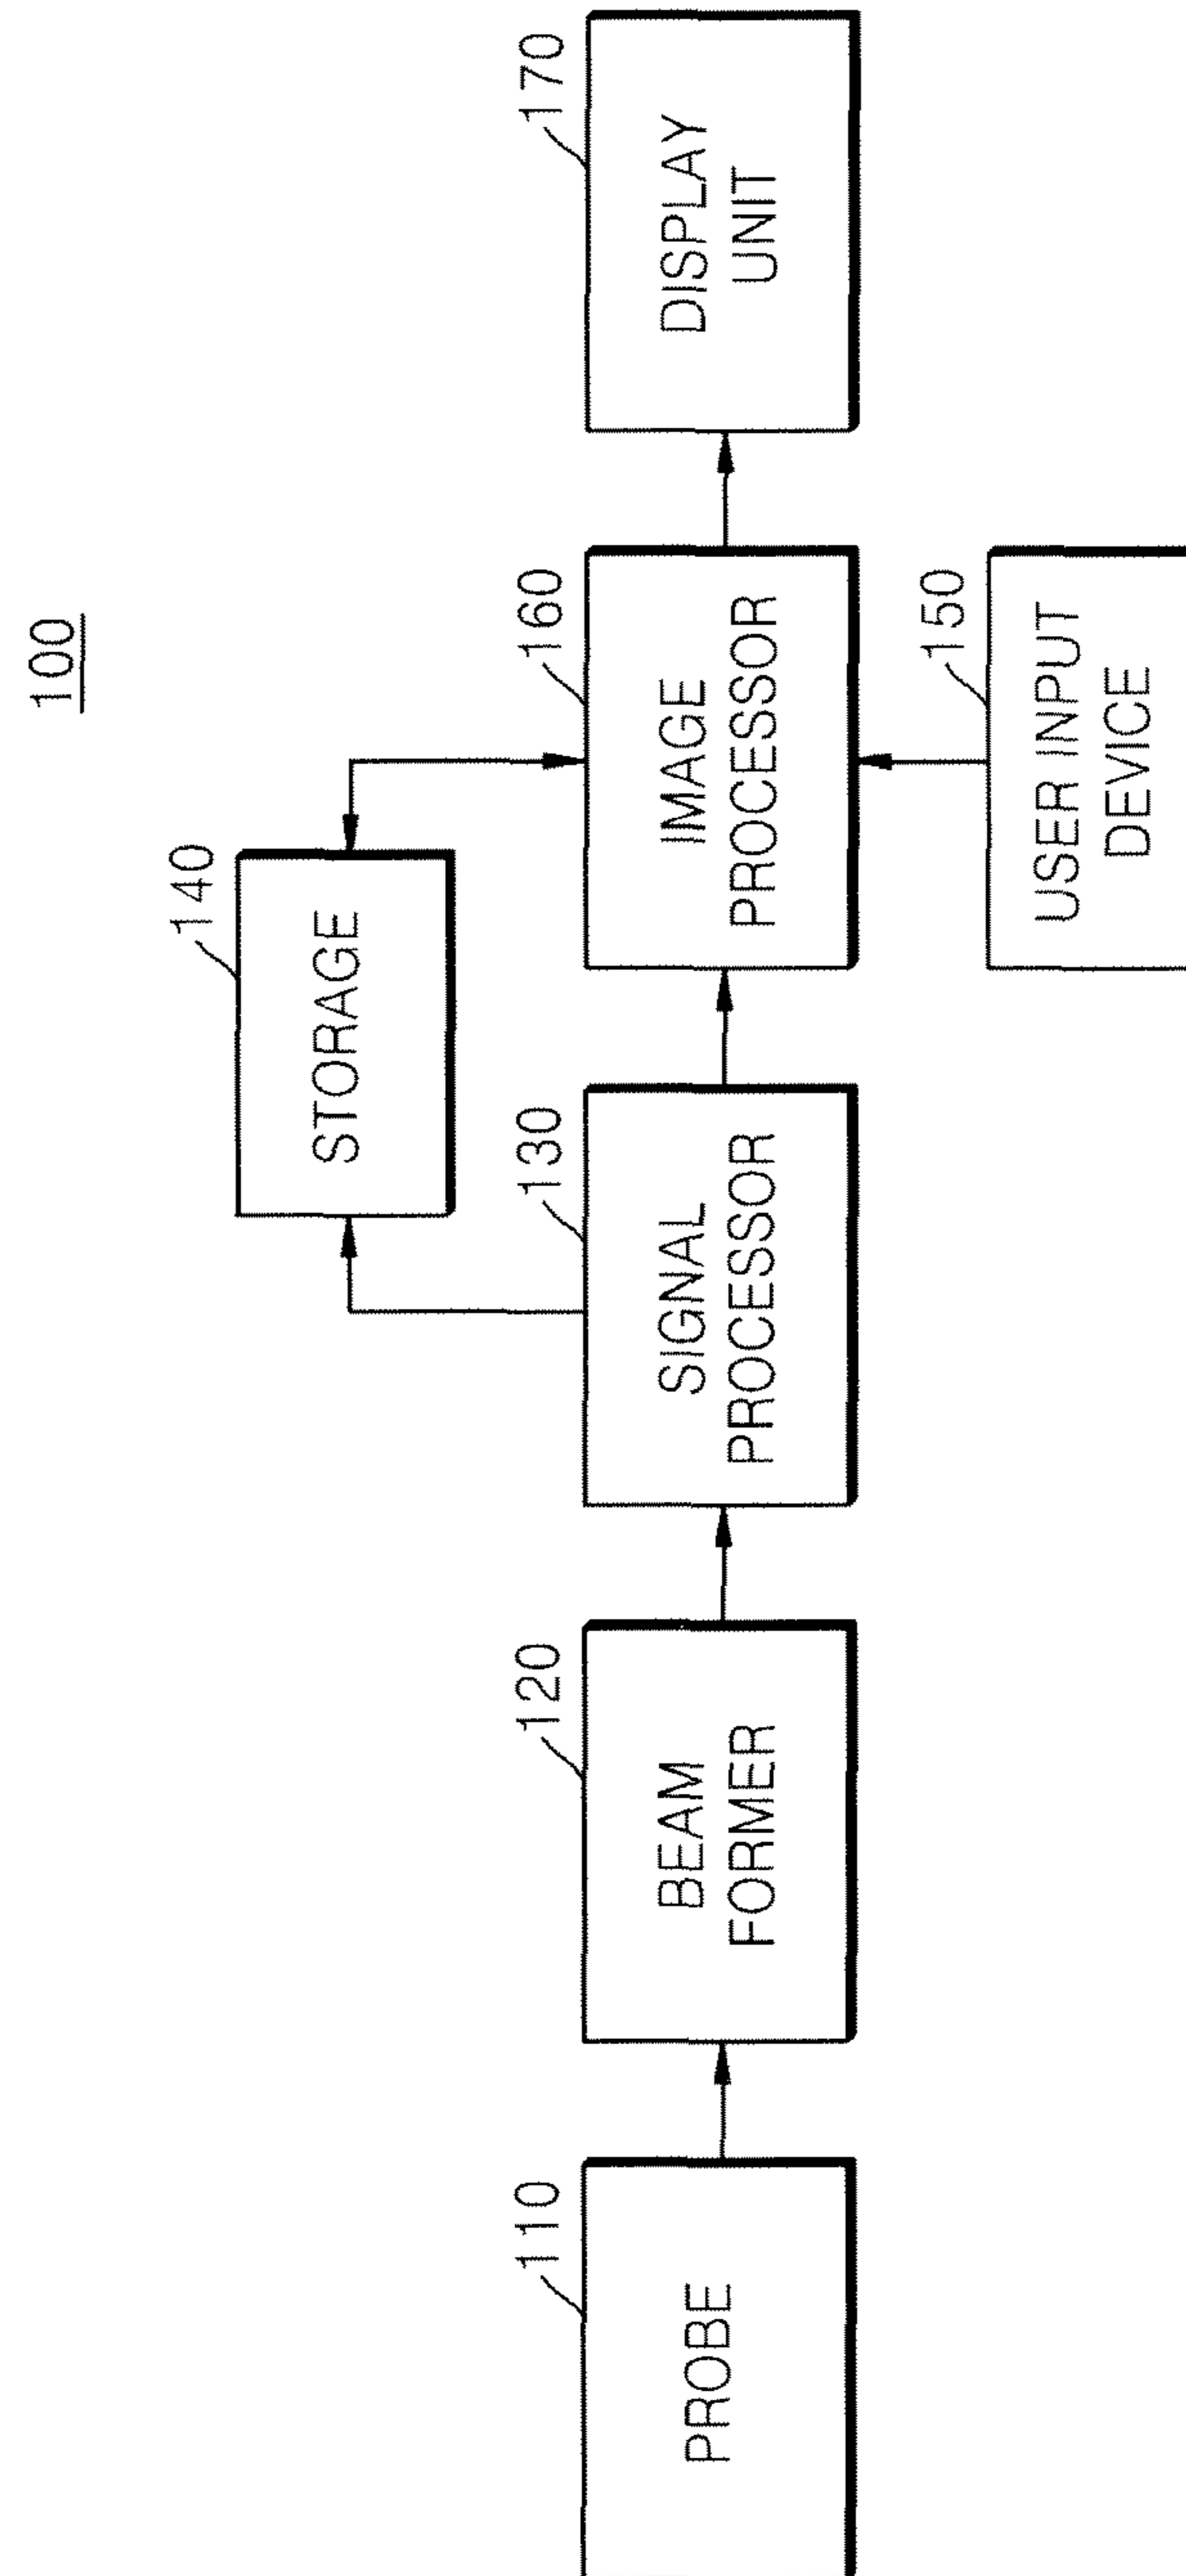 100
140
STORAGE
110
PROBE
120
BEAM
FORMER
130
SIGNAL
PROCESSOR
160
IMAGE
PROCESSOR
170
DISPLAY
UNIT
150
USER INPUT
DEVICE